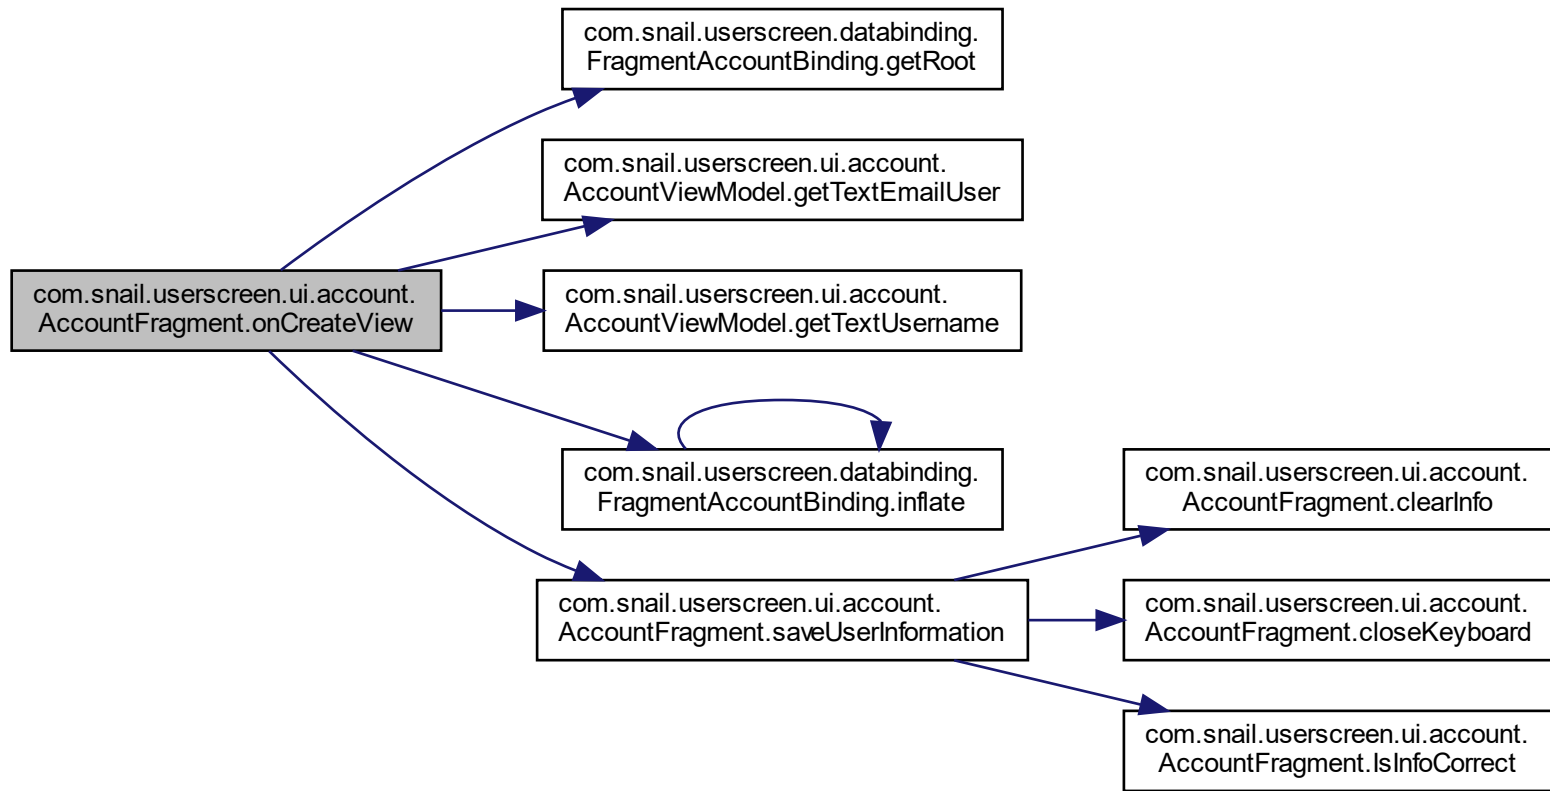 com.snail.userscreen.databinding.
FragmentAccountBinding.getRoot
com.snail.userscreen.ui.account.
AccountViewModel.getTextEmailUser
com.snail.userscreen.ui.account.
AccountFragment.onCreateView
com.snail.userscreen.ui.account.
AccountViewModel.getTextUsername
com.snail.userscreen.databinding.
FragmentAccountBinding.inflate
com.snail.userscreen.ui.account.
AccountFragment.clearInfo
com.snail.userscreen.ui.account.
AccountFragment.saveUserInformation
com.snail.userscreen.ui.account.
AccountFragment.closeKeyboard
com.snail.userscreen.ui.account.
AccountFragment.IsInfoCorrect